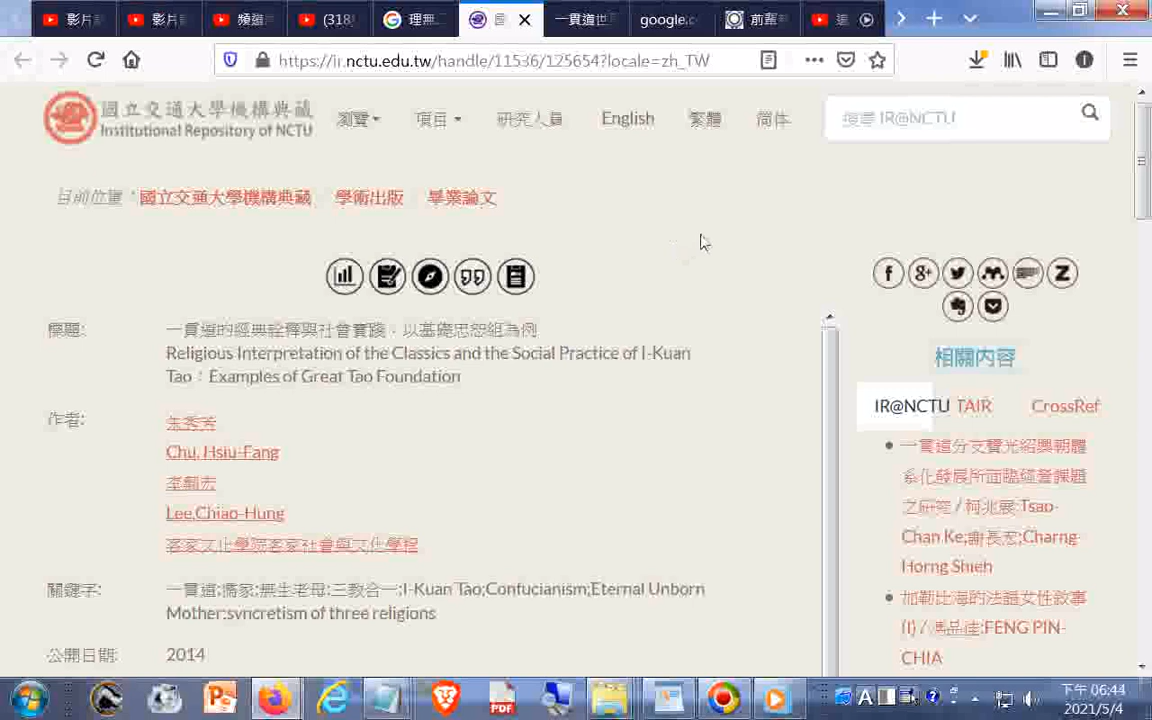 影片
影片
頻道
(318)
理無
一貫道世
google.co
https://ir.nctu.edu.tw/handle/11536/125654?locale=zh_TW
國立交通大學機構典藏
Institutional Repository of NCTU
瀏覽
項目
研究人員
English
繁體
简体
搜尋 IR@NCTU
目前位置：
國立交通大學機構典藏
學術出版
畢業論文
標題:
一貫道的經典詮釋與社會實踐：以基礎忠恕組為例
Religious Interpretation of the Classics and the Social Practice of I-Kuan
Tao：Examples of Great Tao Foundation
作者:
朱秀芳
Chu, Hsiu-Fang
Lee,Chiao-Hung
客家文化學院客家社會與文化學程
關鍵字:
一貫道;儒家;無生老母;三教合一;I-Kuan Tao;Confucianism;Eternal Unborn
Mother;syncretism of three religions
公開日期:
2014
相關內容
IR@NCTU
TAIR
CrossRef
一貫道分支寶光紹興朝體
系化發展所面臨經營課題
之研究 / 柯兆展;Tsao-
Chan Ke;謝長宏;Charng-
Horng Shieh
加勒比海的法語女性敘事
(I) / 馮品佳;FENG PIN-
CHIA
PDF
下午 06:44
2021/5/4